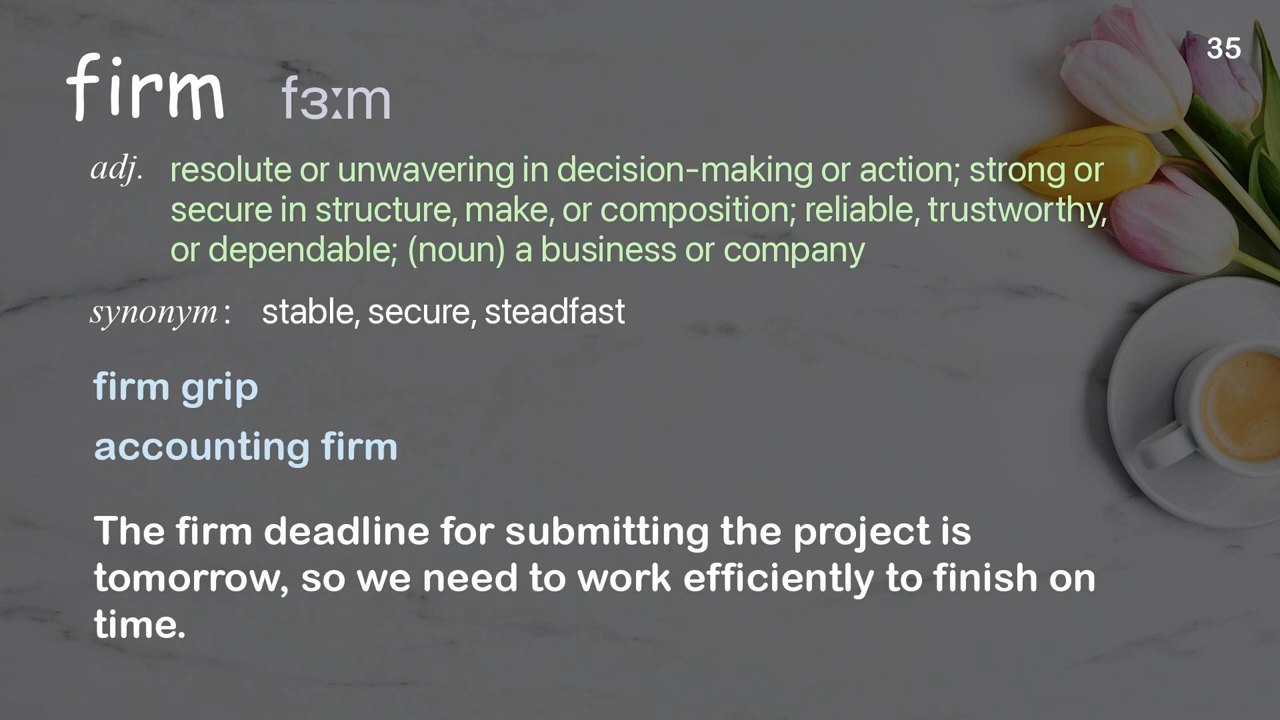 35
firm fɜːm
adj. resolute or unwavering in decision-making or action; strong or
secure in structure, make, or composition; reliable, trustworthy,
or dependable; (noun) a business or company
synonym: stable, secure, steadfast
firm grip
accounting firm
The firm deadline for submitting the project is
tomorrow, so we need to work efficiently to finish on
time.